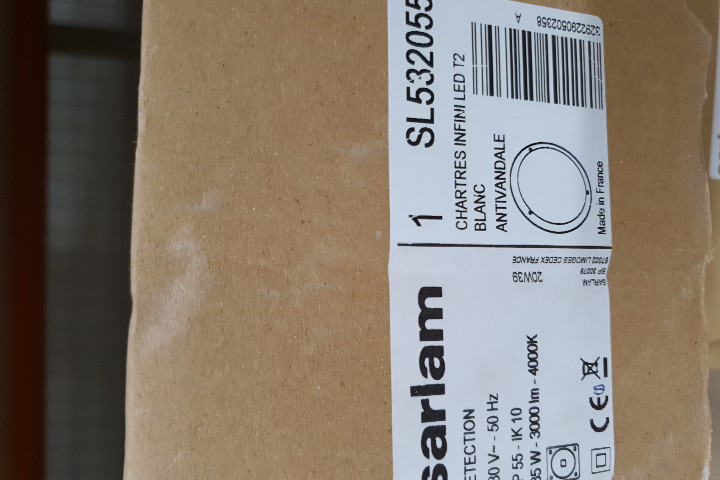 sarlam
ETECTION
30 V~ - 50 Hz
P 55 - IK 10
35 W - 3000 lm - 4000K
CE
1
SL532055
CHARTRES INFINI LED T2
BLANC
ANTIVANDALE
A
3292290502358
Made in France
20W39
SARLAM
BP 30076
87002 LIMOGES CEDEX FRANCE